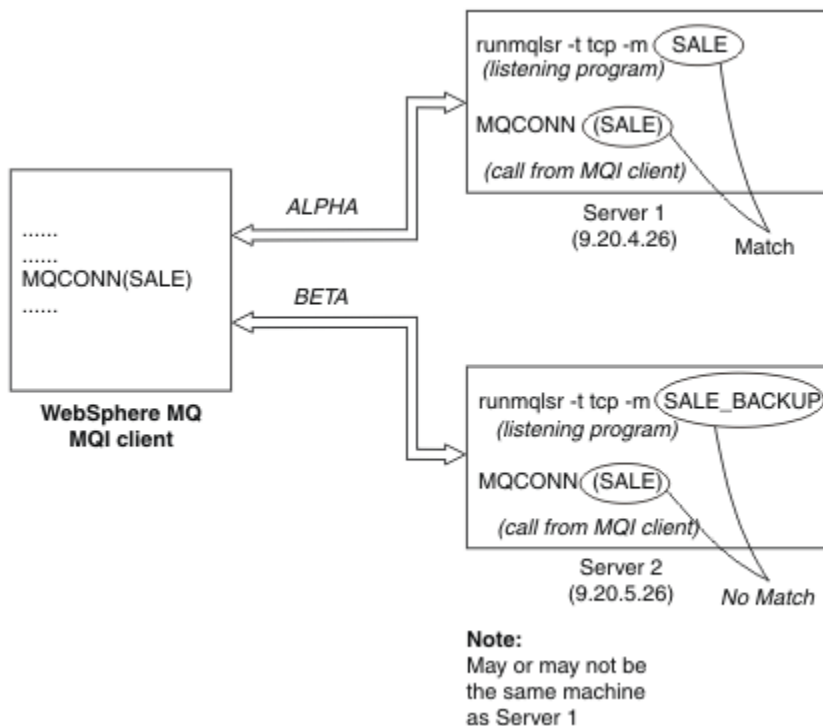 runmqlsr -t tcp -m SALE
(listening program)
MQCONN (SALE)
(call from MQI client)
Server 1
(9.20.4.26)
Match
ALPHA
......
......
MQCONN(SALE)
......
BETA
WebSphere MQ
MQI client
runmqlsr -t tcp -m SALE_BACKUP
(listening program)
MQCONN (SALE)
(call from MQI client)
Server 2
(9.20.5.26)
No Match
Note:
May or may not be
the same machine
as Server 1